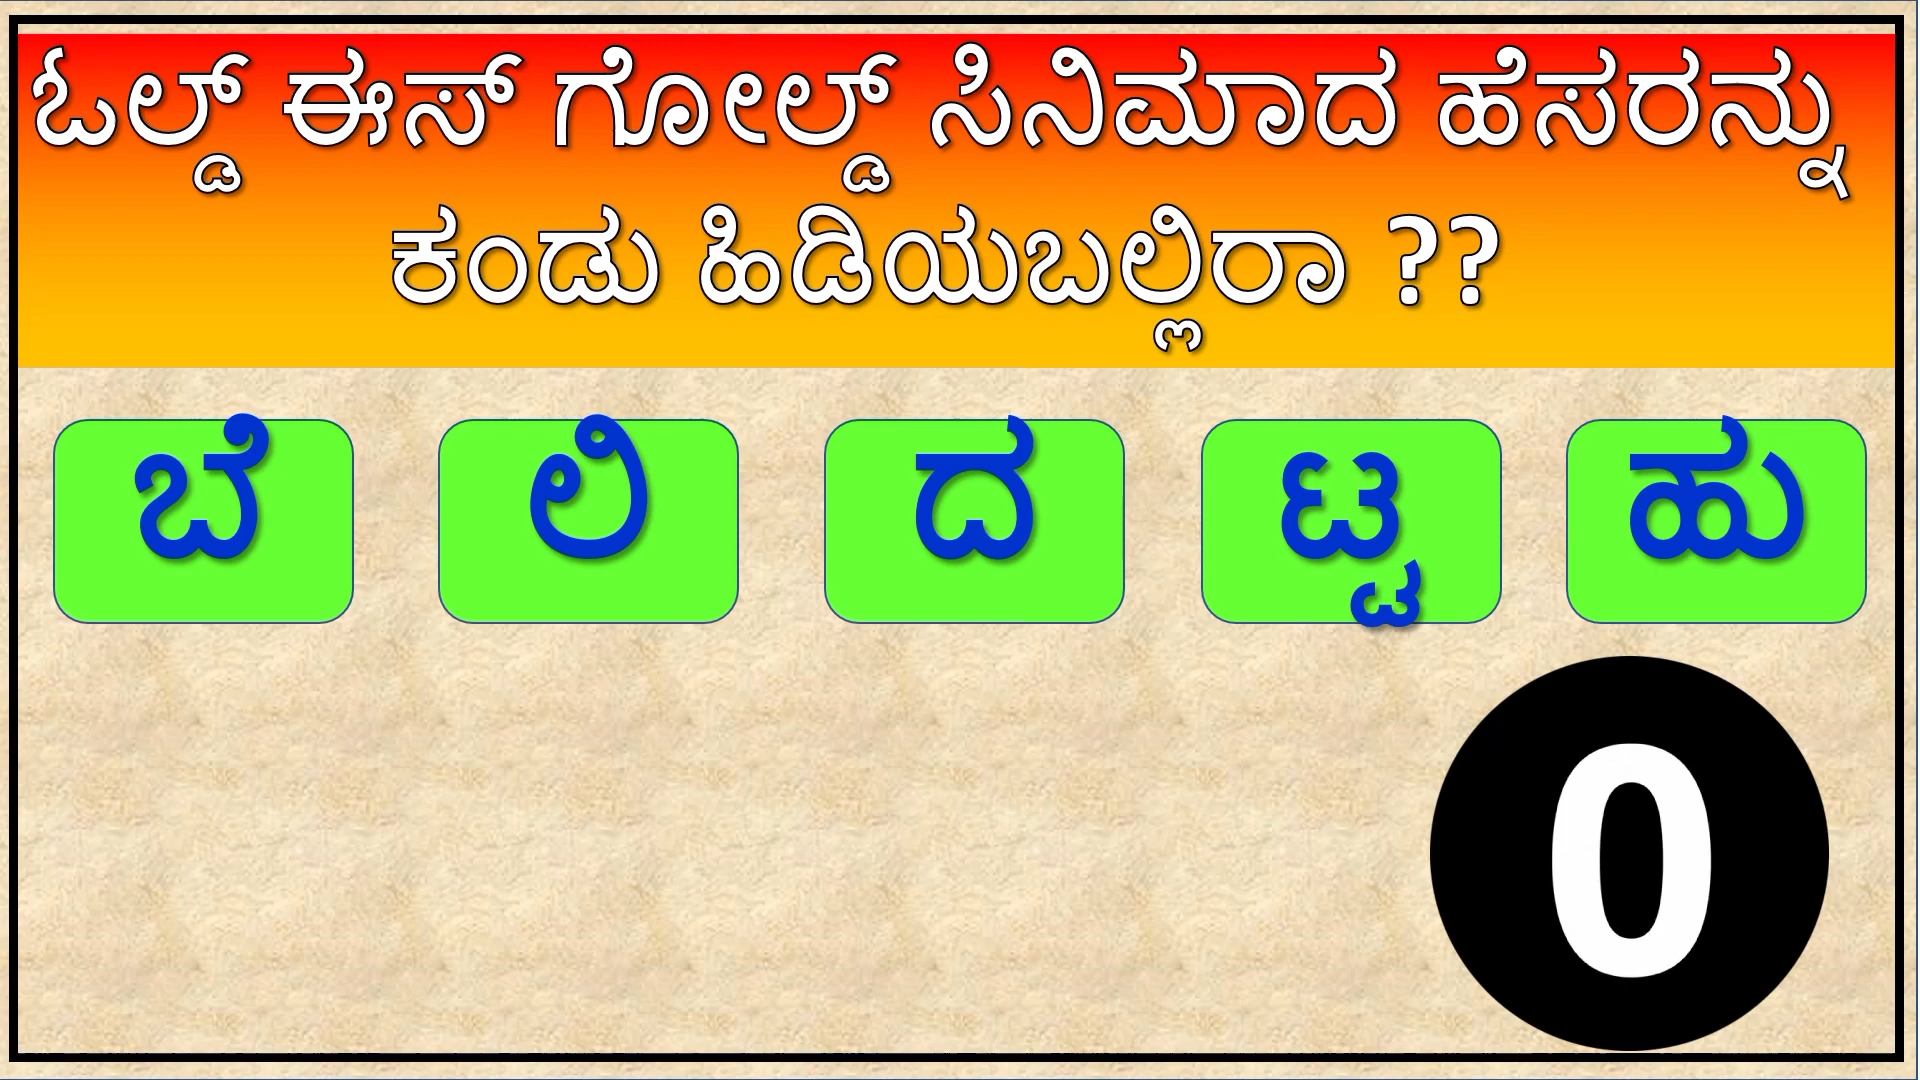 ಓಲ್ಡ್ ಈಸ್ ಗೋಲ್ಡ್ ಸಿನಿಮಾದ ಹೆಸರನ್ನು
ಕಂಡು ಹಿಡಿಯಬಲ್ಲಿರಾ ??
ಬೆ ಲಿ ದ ಟ್ಟ ಹು
0